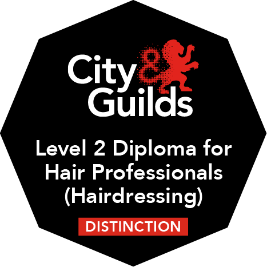 City &
Guilds
Level 2 Diploma for
Hair Professionals
(Hairdressing)
DISTINCTION